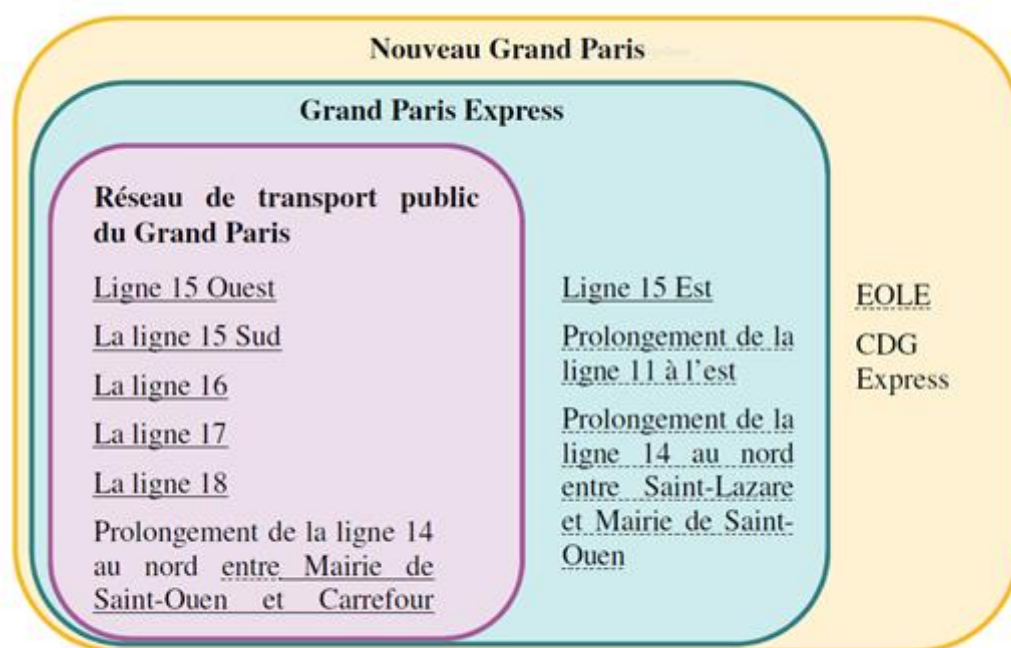 Nouveau Grand Paris
Grand Paris Express
Réseau de transport public
du Grand Paris
Ligne 15 Ouest
La ligne 15 Sud
La ligne 16
La ligne 17
La ligne 18
Prolongement de la ligne 14
au nord entre Mairie de
Saint-Ouen et Carrefour
Ligne 15 Est
Prolongement de la
ligne 11 à l’est
Prolongement de la
ligne 14 au nord
entre Saint-Lazare
et Mairie de Saint-
Ouen
EOLE
CDG
Express